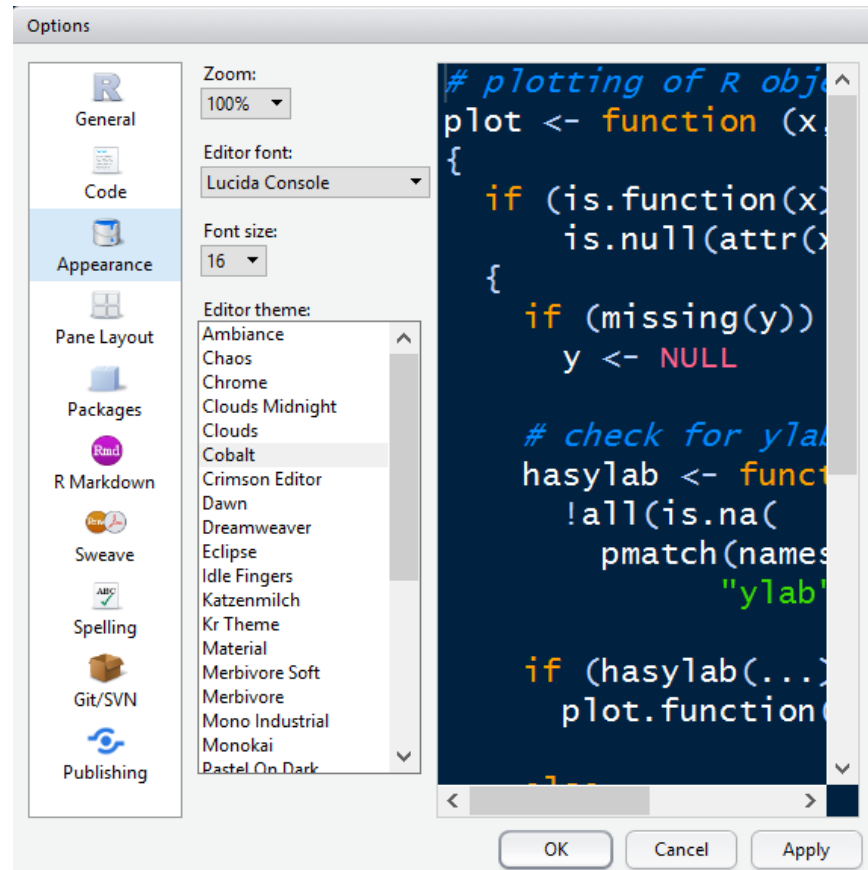 Options
R
General
Code
Appearance
Pane Layout
Packages
Rmd
R Markdown
Rnw
Sweave
ABC
Spelling
Git/SVN
Publishing
Zoom:
100%
Editor font:
Lucida Console
Font size:
16
Editor theme:
Ambiance
Chaos
Chrome
Clouds Midnight
Clouds
Cobalt
Crimson Editor
Dawn
Dreamweaver
Eclipse
Idle Fingers
Katzenmilch
Kr Theme
Material
Merbivore Soft
Merbivore
Mono Industrial
Monokai
Pastel On Dark
# plotting of R obje
plot <- function (x,
{
if (is.function(x)
is.null(attr(x
{
if (missing(y))
y <- NULL
# check for ylab
hasylab <- funct
!all(is.na(
pmatch(names
"ylab"
if (hasylab(...)
plot.function(
else
OK
Cancel
Apply